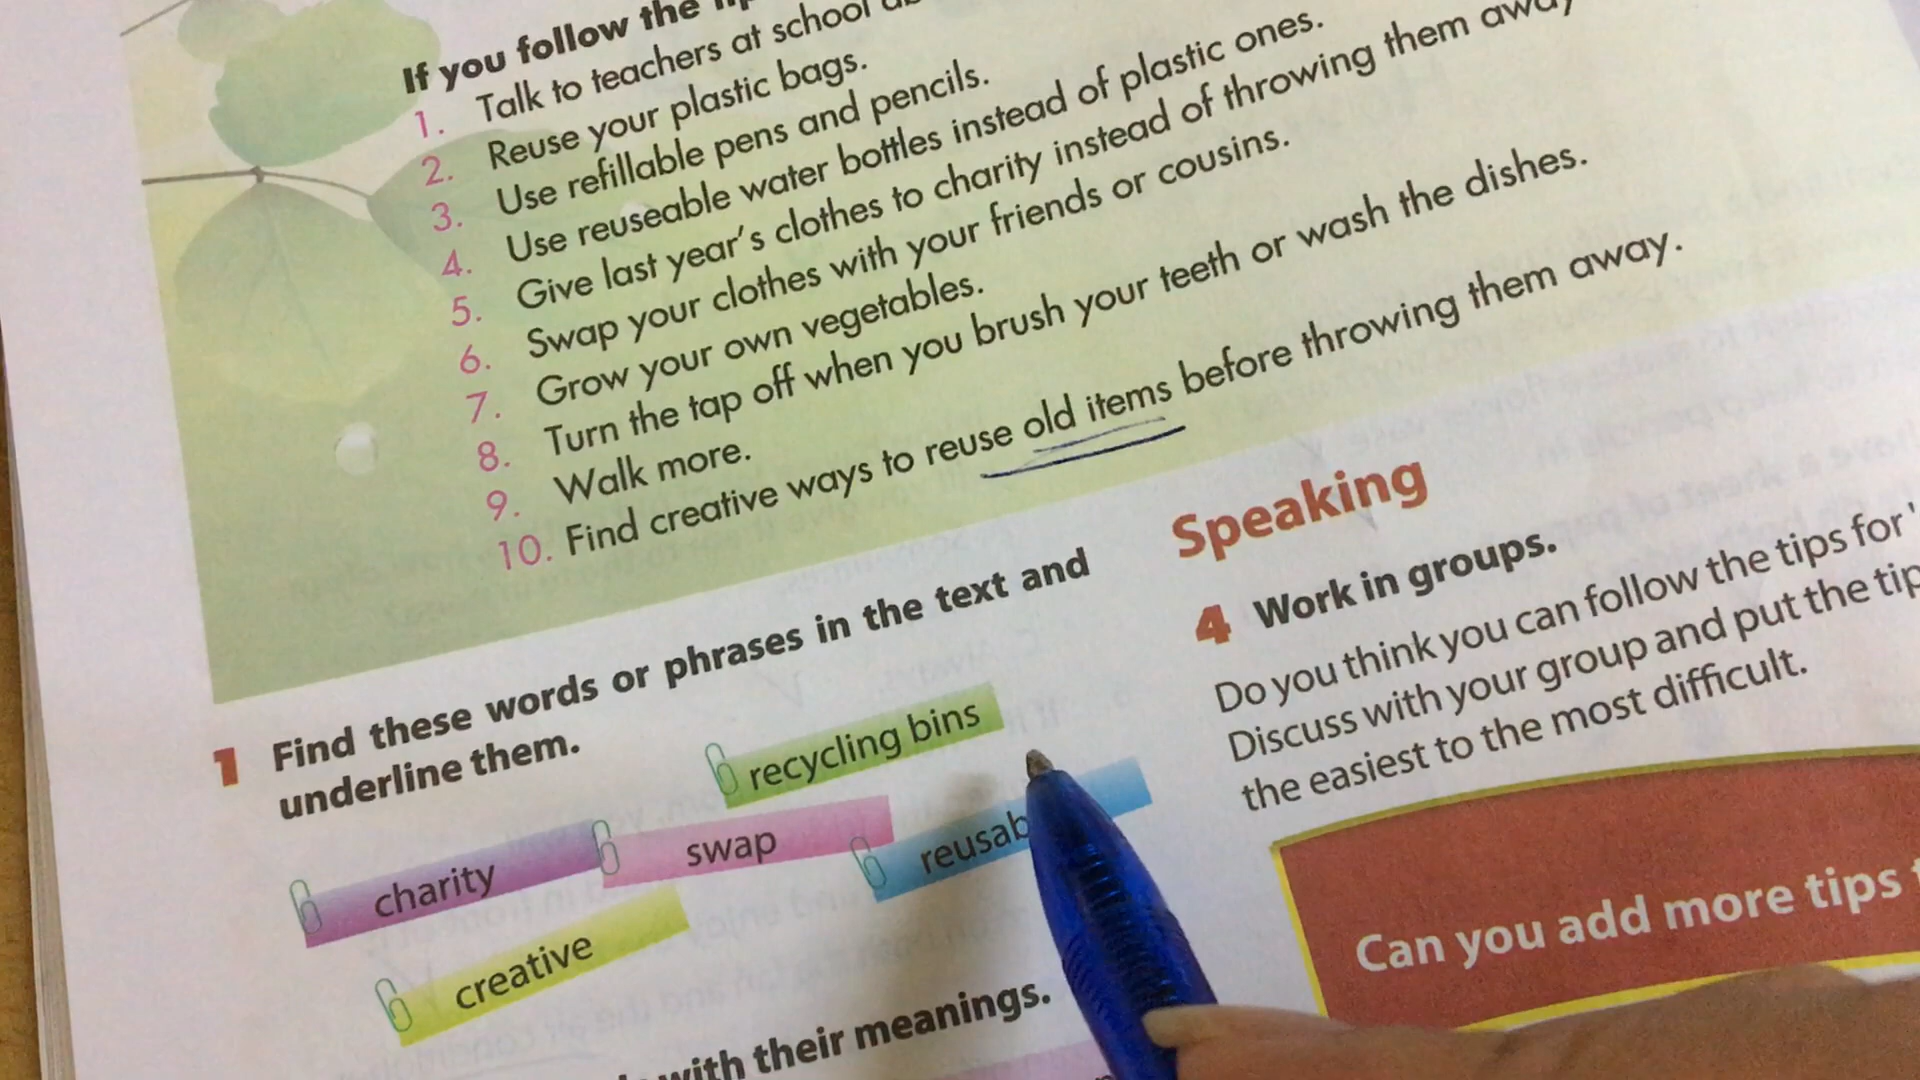 If you follow the
1. Talk to teachers at school
2. Reuse your plastic bags.
3. Use refillable pens and pencils.
4. Use reuseable water bottles instead of plastic ones.
5. Give last year's clothes to charity instead of throwing them away
6. Swap your clothes with your friends or cousins.
7. Grow your own vegetables.
8. Turn the tap off when you brush your teeth or wash the dishes.
9. Walk more.
10. Find creative ways to reuse old items before throwing them away.
1 Find these words or phrases in the text and
underline them.
recycling bins
charity
swap
creative
with their meanings.
Speaking
4 Work in groups.
Do you think you can follow the tips for
Discuss with your group and put the
the easiest to the most difficult.
Can you add more tips